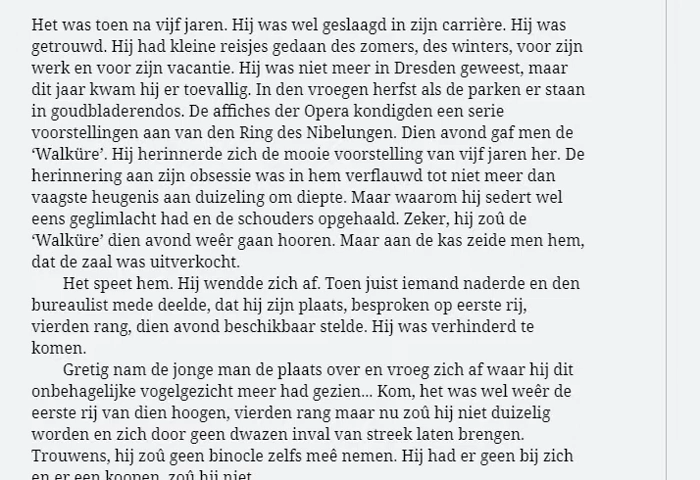 Het was toen na vijf jaren. Hij was wel geslaagd in zijn carrière. Hij was
getrouwd. Hij had kleine reisjes gedaan des zomers, des winters, voor zijn
werk en voor zijn vacantie. Hij was niet meer in Dresden geweest, maar
dit jaar kwam hij er toevallig. In den vroegen herfst als de parken er staan
in goudbladerendos. De affiches der Opera kondigden een serie
voorstellingen aan van den Ring des Nibelungen. Dien avond gaf men de
‘Walküre’. Hij herinnerde zich de mooie voorstelling van vijf jaren her. De
herinnering aan zijn obsessie was in hem verflauwd tot niet meer dan
vaagste heugenis aan duizeling om diepte. Maar waarom hij sedert wel
eens geglimlacht had en de schouders opgehaald. Zeker, hij zoû de
‘Walküre’ dien avond weêr gaan hooren. Maar aan de kas zeide men hem,
dat de zaal was uitverkocht.
Het speet hem. Hij wendde zich af. Toen juist iemand naderde en den
bureaulist mede deelde, dat hij zijn plaats, besproken op eerste rij,
vierden rang, dien avond beschikbaar stelde. Hij was verhinderd te
komen.
Gretig nam de jonge man de plaats over en vroeg zich af waar hij dit
onbehagelijke vogelgezicht meer had gezien... Kom, het was wel weêr de
eerste rij van dien hoogen, vierden rang maar nu zoû hij niet duizelig
worden en zich door geen dwazen inval van streek laten brengen.
Trouwens, hij zoû geen binocle zelfs meê nemen. Hij had er geen bij zich
en er een koopen, zoû hij niet.